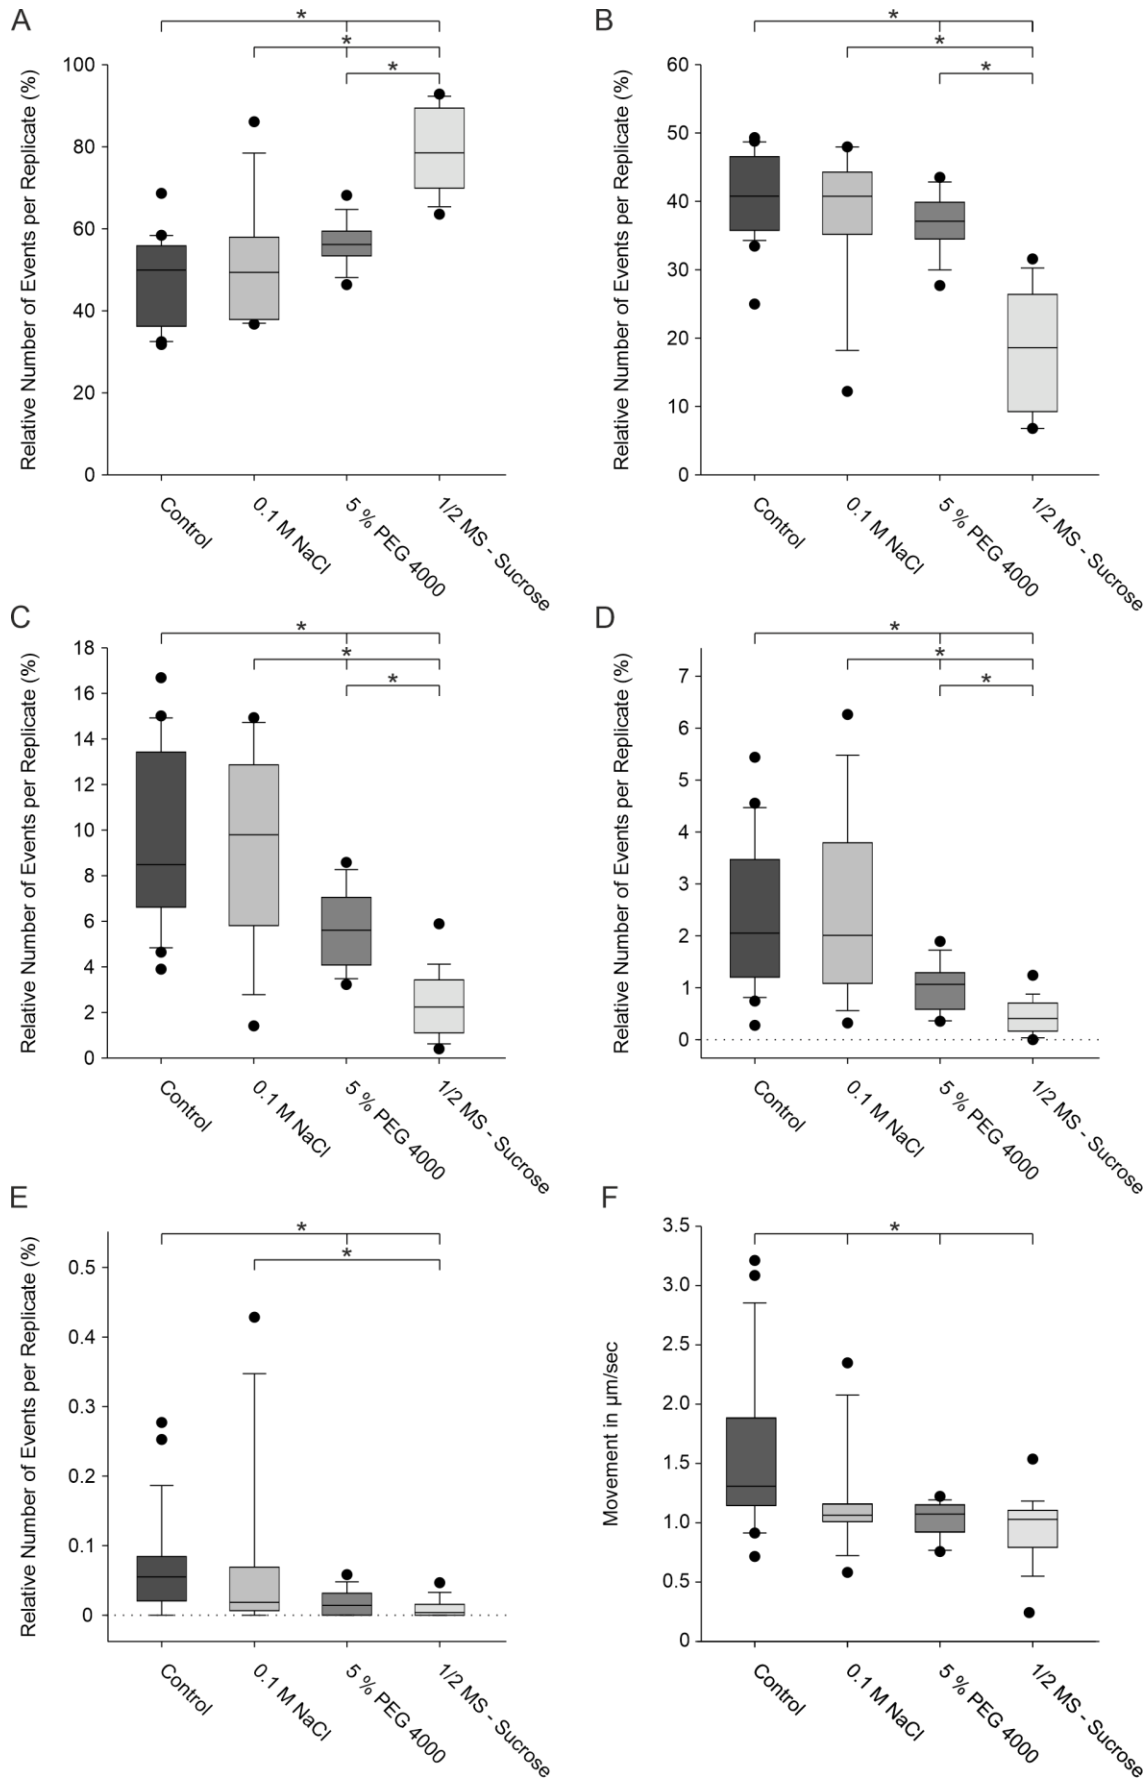 A
*
*
*
Relative Number of Events per Replicate (%)
100
80
60
40
20
0
Control
0.1 M NaCl
5 % PEG 4000
1/2 MS - Sucrose
B
*
*
*
Relative Number of Events per Replicate (%)
60
50
40
30
20
10
0
Control
0.1 M NaCl
5 % PEG 4000
1/2 MS - Sucrose
C
*
*
*
Relative Number of Events per Replicate (%)
18
16
14
12
10
8
6
4
2
0
Control
0.1 M NaCl
5 % PEG 4000
1/2 MS - Sucrose
D
*
*
*
Relative Number of Events per Replicate (%)
7
6
5
4
3
2
1
0
Control
0.1 M NaCl
5 % PEG 4000
1/2 MS - Sucrose
E
*
*
Relative Number of Events per Replicate (%)
0.5
0.4
0.3
0.2
0.1
0
Control
0.1 M NaCl
5 % PEG 4000
1/2 MS - Sucrose
F
*
Movement in µm/sec
3.5
3.0
2.5
2.0
1.5
1.0
0.5
0
Control
0.1 M NaCl
5 % PEG 4000
1/2 MS - Sucrose